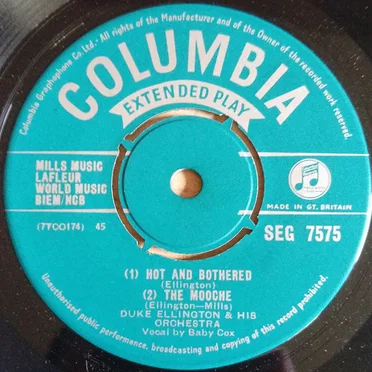 Columbia Graphophone Co Ltd.- All rights of the Manufacturer and of the Owner of the recorded work reserved.
COLUMBIA
EXTENDED PLAY
MILLS MUSIC
LAFLEUR
WORLD MUSIC
BIEM/NCB
MADE IN GT. BRITAIN
(7TCO174) 45
SEG 7575
(1) HOT AND BOTHERED
(Ellington)
(2) THE MOOCHE
(Ellington-Mills)
DUKE ELLINGTON & HIS
ORCHESTRA
Vocal by Baby Cox
Unauthorised public performance, broadcasting and copying of this record prohibited.